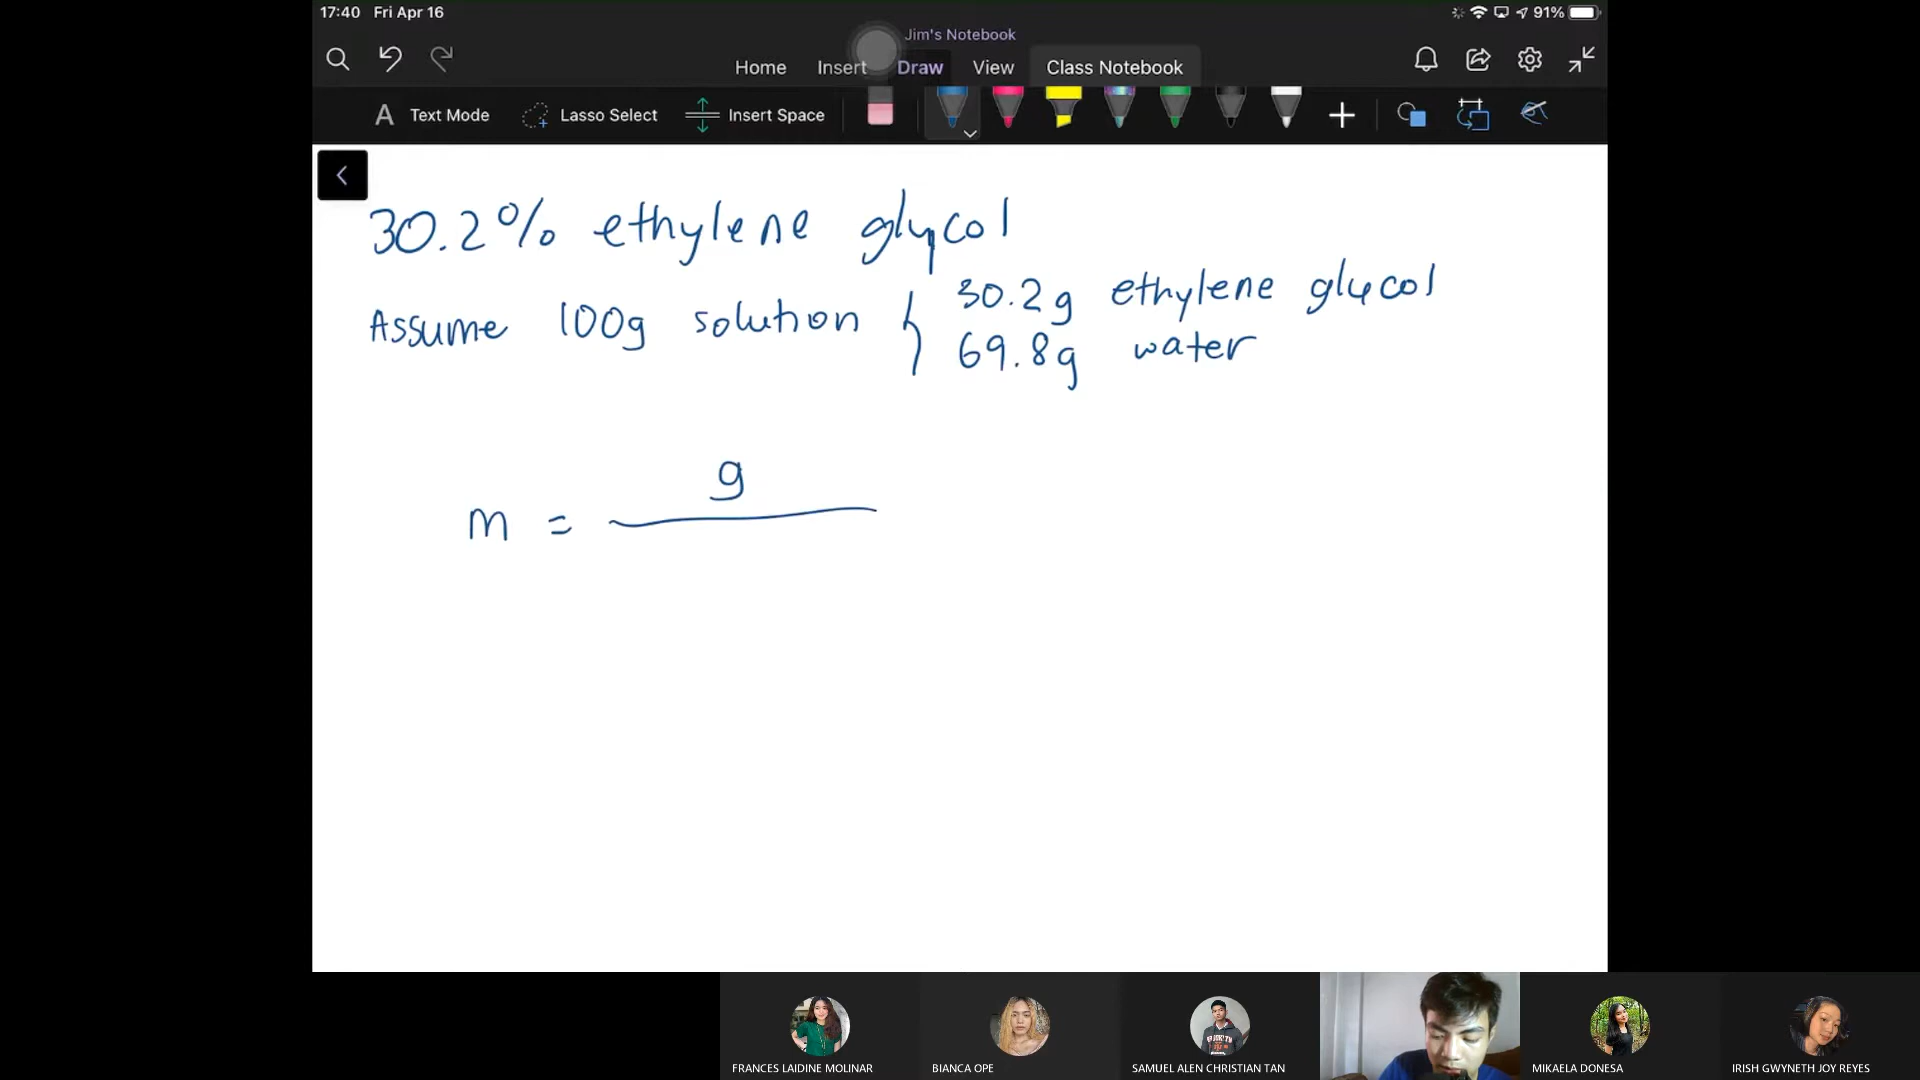 17:40 Fri Apr 16
91%
Jim's Notebook
Home Insert Draw View Class Notebook
A Text Mode Lasso Select Insert Space
30.2% ethylene glycol
Assume 100g solution { 30.2g ethylene glycol
69.8g water
g
m =
FRANCES LAIDINE MOLINAR BIANCA OPE SAMUEL ALEN CHRISTIAN TAN MIKAELA DONESA IRISH GWYNETH JOY REYES